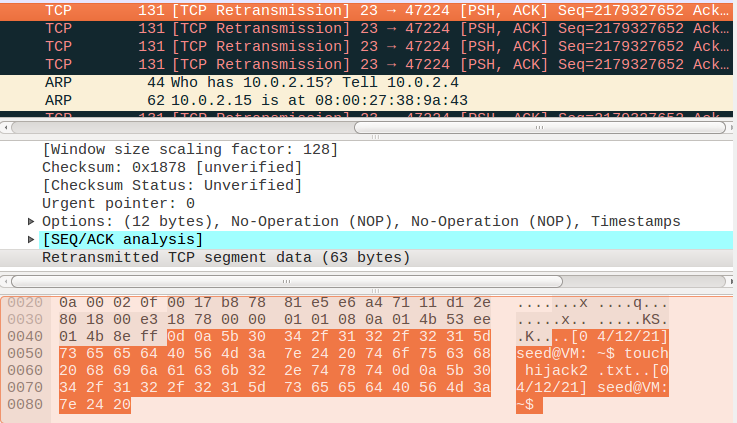 TCP 131 [TCP Retransmission] 23 → 47224 [PSH, ACK] Seq=2179327652 Ack…
TCP 131 [TCP Retransmission] 23 → 47224 [PSH, ACK] Seq=2179327652 Ack…
TCP 131 [TCP Retransmission] 23 → 47224 [PSH, ACK] Seq=2179327652 Ack…
TCP 131 [TCP Retransmission] 23 → 47224 [PSH, ACK] Seq=2179327652 Ack…
ARP 44 Who has 10.0.2.15? Tell 10.0.2.4
ARP 62 10.0.2.15 is at 08:00:27:38:9a:43
TCP 131 [TCP Retransmission] 23 → 47224 [PSH, ACK] Seq=2179327652 Ack…
[Window size scaling factor: 128]
Checksum: 0x1878 [unverified]
[Checksum Status: Unverified]
Urgent pointer: 0
Options: (12 bytes), No-Operation (NOP), No-Operation (NOP), Timestamps
[SEQ/ACK analysis]
Retransmitted TCP segment data (63 bytes)
0020 0a 00 02 0f 00 17 b8 78 81 e5 e6 a4 71 11 d1 2e .......x ....q...
0030 80 18 00 e3 18 78 00 00 01 01 08 0a 01 4b 53 ee .....x.. .....KS.
0040 01 4b 8e ff 0d 0a 5b 30 34 2f 31 32 2f 32 31 5d .K....[0 4/12/21]
0050 73 65 65 64 40 56 4d 3a 7e 24 20 74 6f 75 63 68 seed@VM: ~$ touch
0060 20 68 69 6a 61 63 6b 32 2e 74 78 74 0d 0a 5b 30 hijack2 .txt..[0
0070 34 2f 31 32 2f 32 31 5d 73 65 65 64 40 56 4d 3a 4/12/21] seed@VM:
0080 7e 24 20 ~$